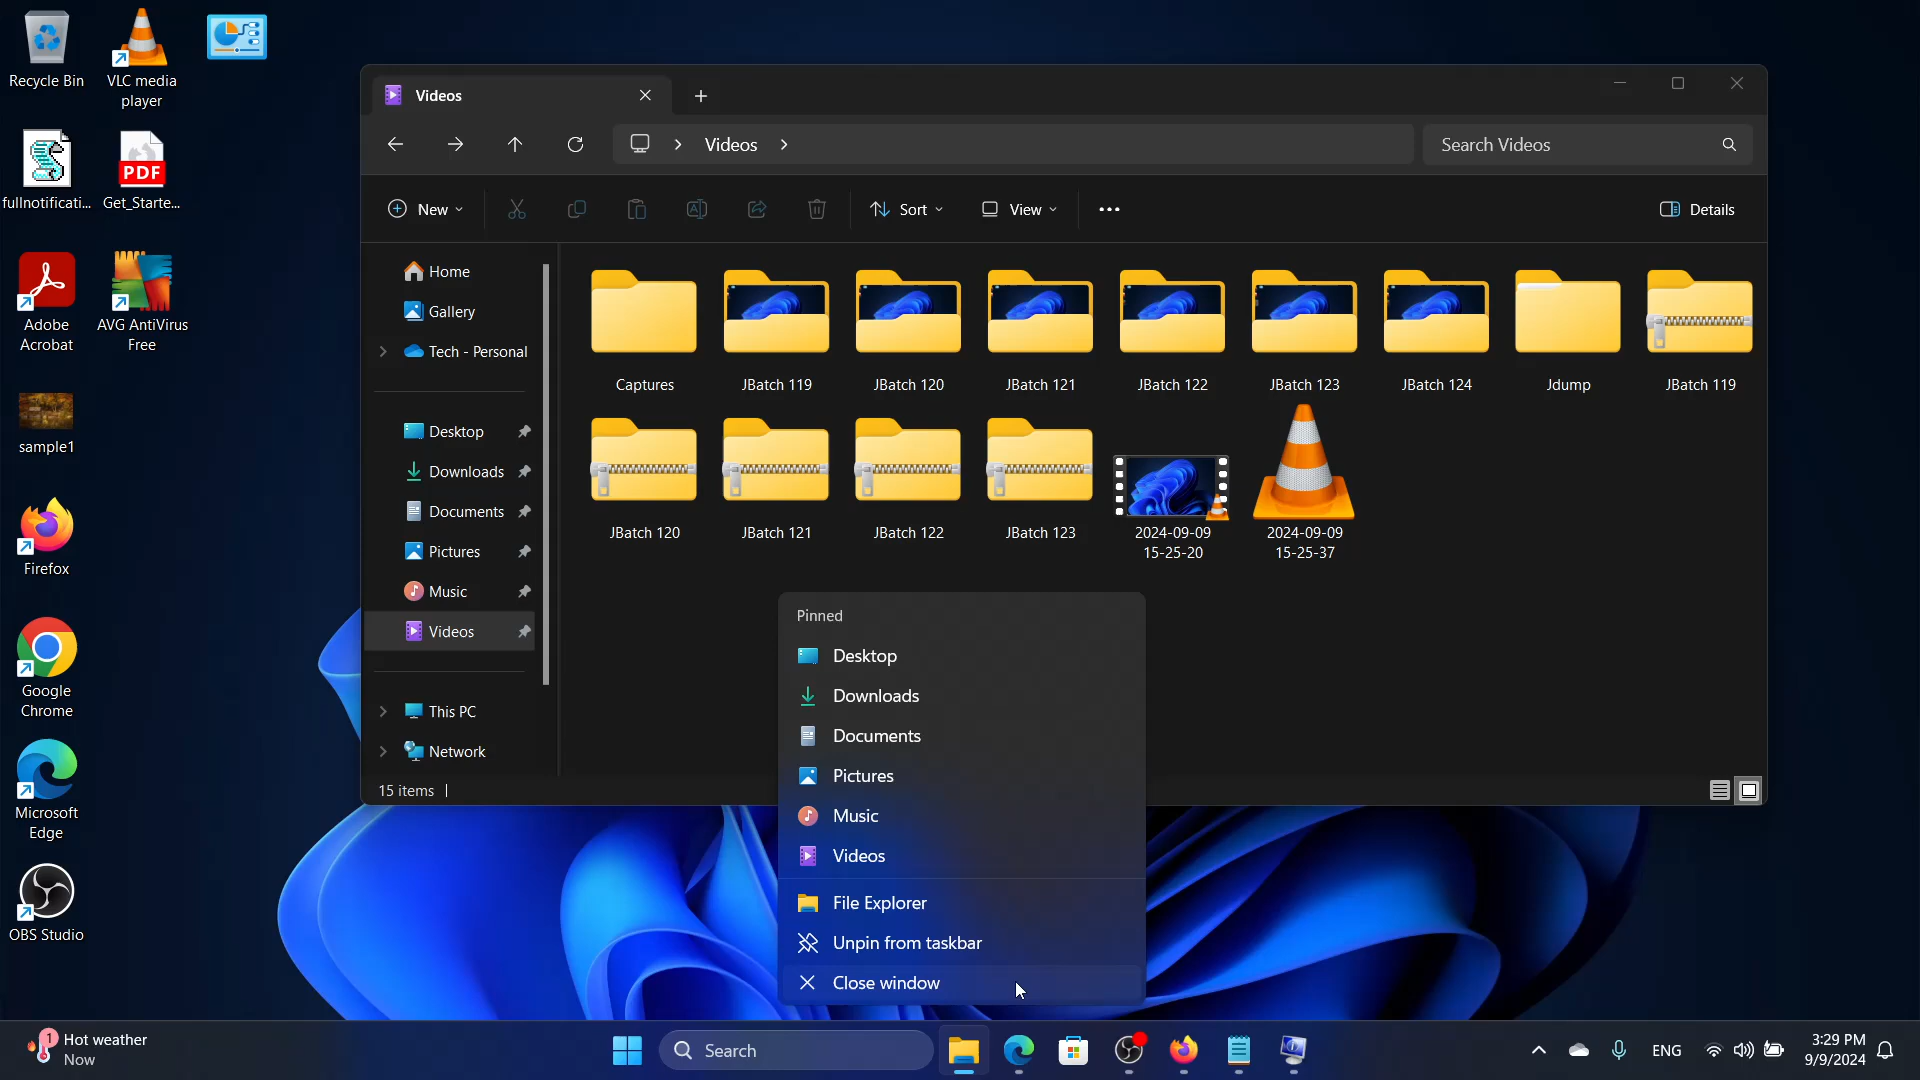 Recycle Bin
VLC media
player
fullnotificati...
PDF
Get_Starte...
Adobe
Acrobat
AVG AntiVirus
Free
sample1
Firefox
Google
Chrome
Microsoft
Edge
OBS Studio
Videos
Videos
Search Videos
New
Sort
View
Details
Home
Gallery
Tech - Personal
Desktop
Downloads
Documents
Pictures
Music
Videos
This PC
Network
15 items
Captures
JBatch 119
JBatch 120
JBatch 121
JBatch 122
JBatch 123
JBatch 124
Jdump
JBatch 119
JBatch 120
JBatch 121
JBatch 122
JBatch 123
2024-09-09
15-25-20
2024-09-09
15-25-37
Pinned
Desktop
Downloads
Documents
Pictures
Music
Videos
File Explorer
Unpin from taskbar
Close window
1
Hot weather
Now
Search
ENG
3:29 PM
9/9/2024